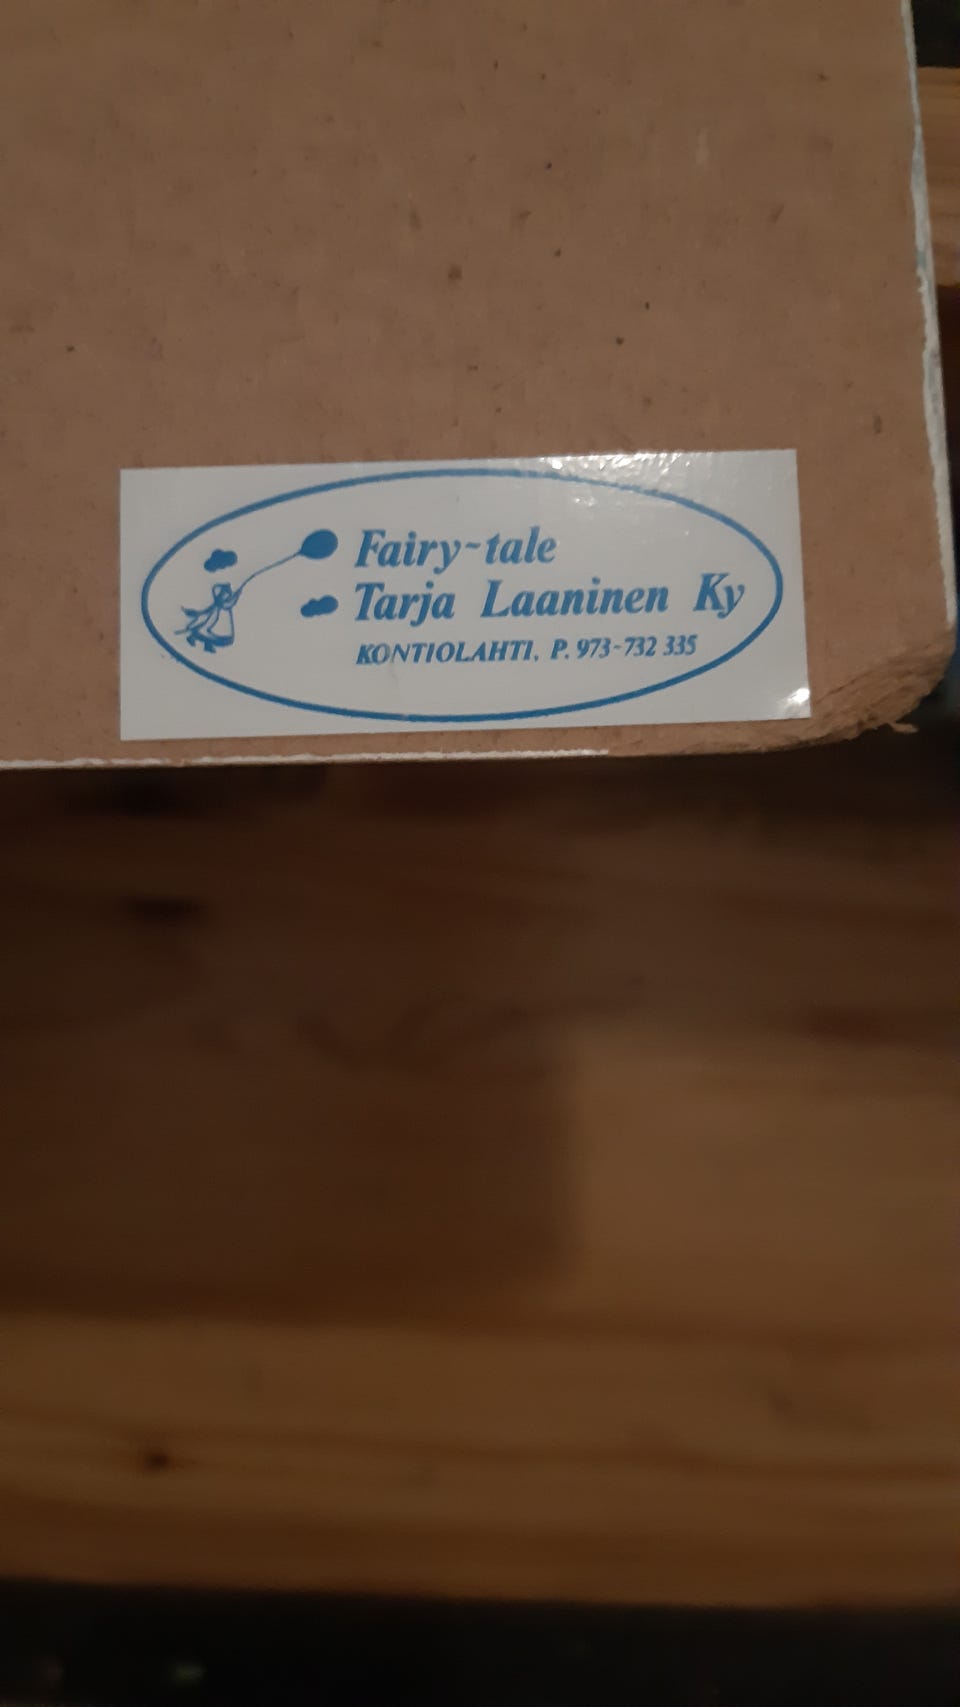 Fairy-tale
Tarja Laaninen Ky
KONTIOLAHTI, P. 973-732 335